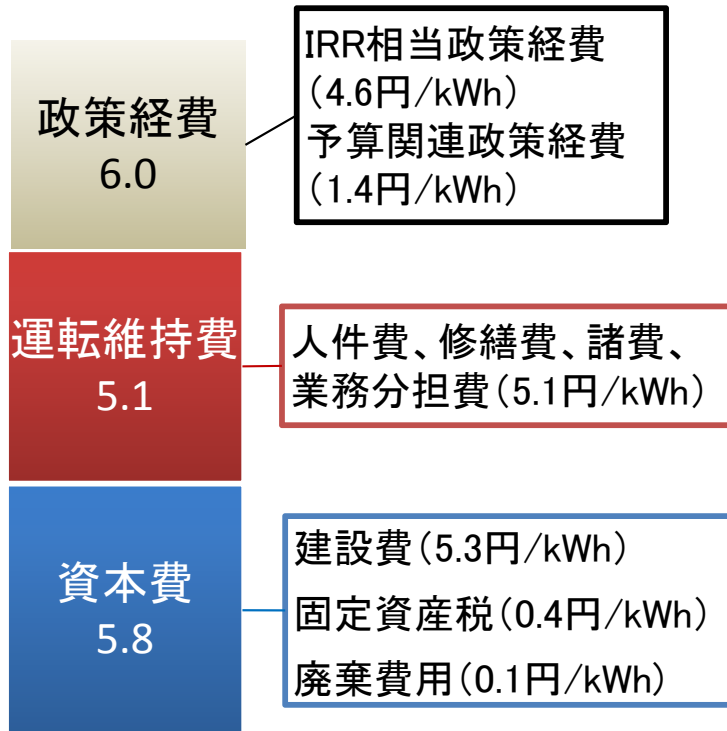 政策経費
6.0
IRR相当政策経費
(4.6円/kWh)
予算関連政策経費
(1.4円/kWh)
運転維持費
5.1
人件費、修繕費、諸費、
業務分担費(5.1円/kWh)
資本費
5.8
建設費(5.3円/kWh)
固定資産税(0.4円/kWh)
廃棄費用(0.1円/kWh)